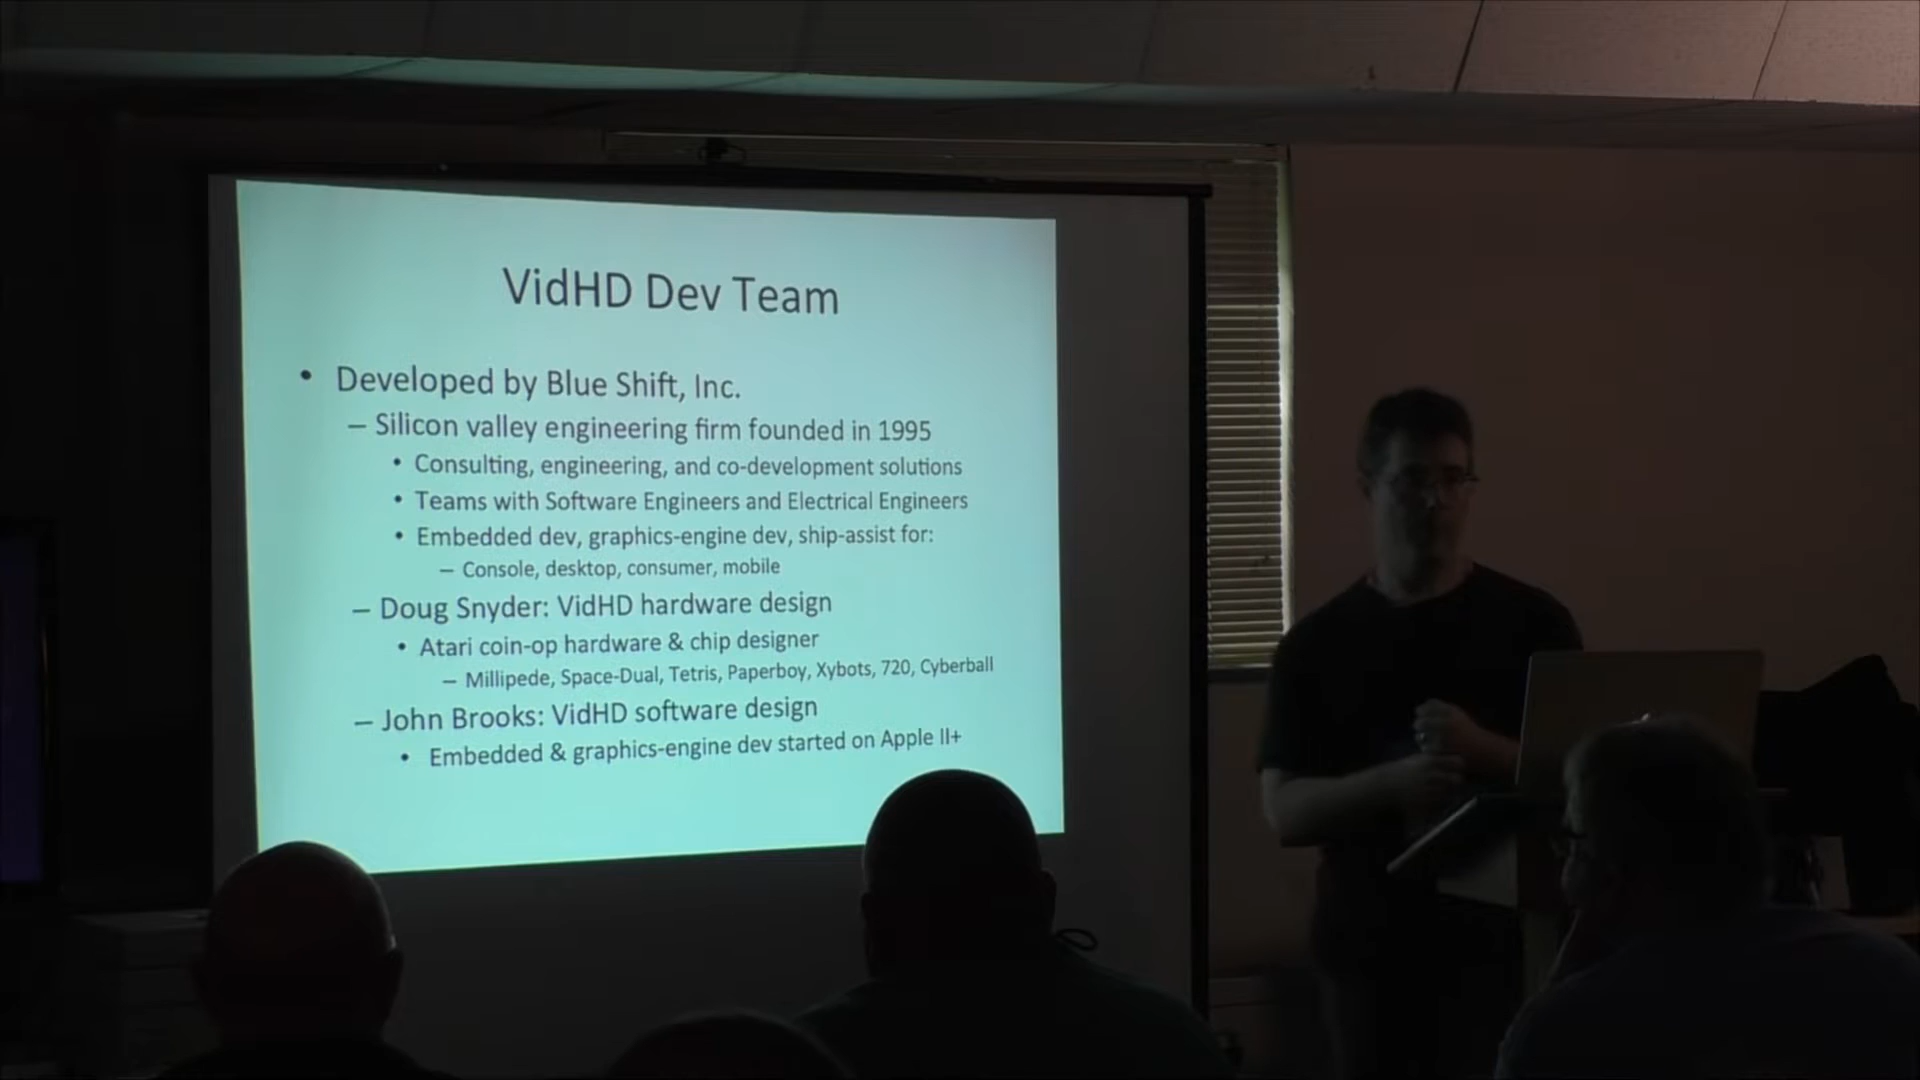 VidHD Dev Team
• Developed by Blue Shift, Inc.
– Silicon valley engineering firm founded in 1995
• Consulting, engineering, and co-development solutions
• Teams with Software Engineers and Electrical Engineers
• Embedded dev, graphics-engine dev, ship-assist for:
– Console, desktop, consumer, mobile
– Doug Snyder: VidHD hardware design
• Atari coin-op hardware & chip designer
– Millipede, Space-Dual, Tetris, Paperboy, Xybots, 720, Cyberball
– John Brooks: VidHD software design
• Embedded & graphics-engine dev started on Apple II+